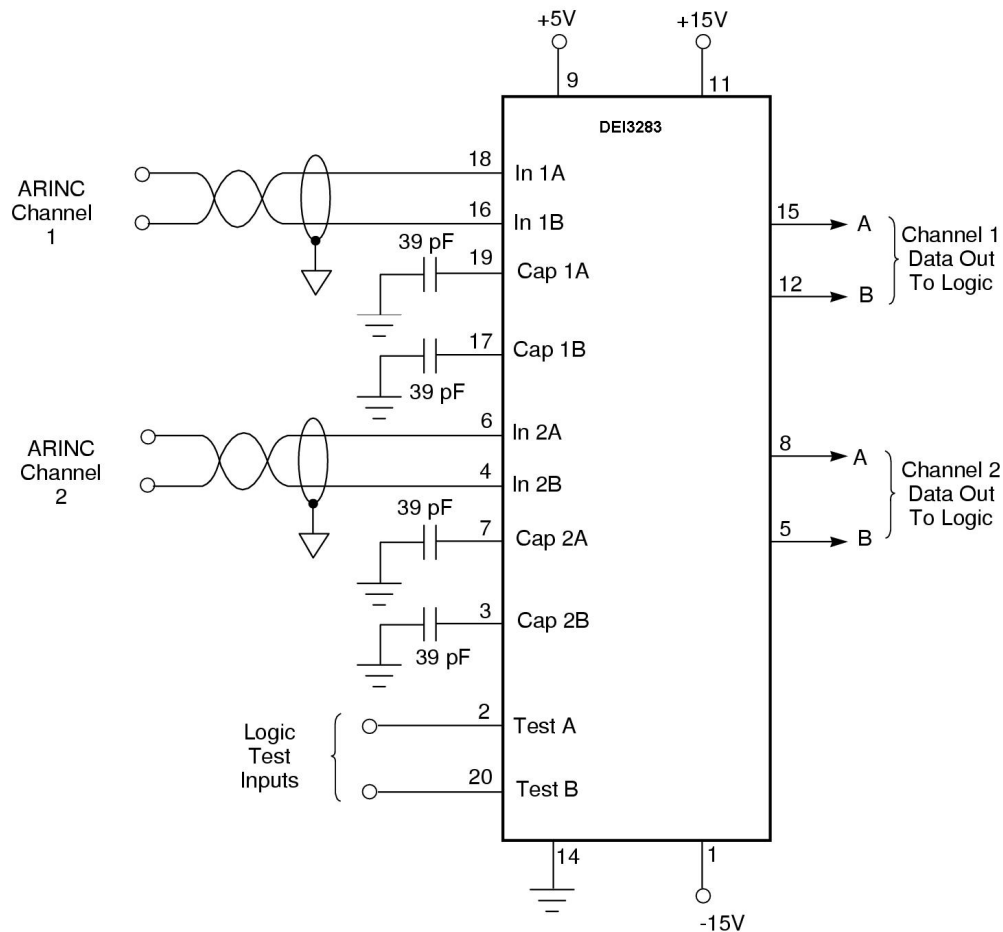 +5V
+15V
9
11
DEI3283
ARINC
Channel
1
18
In 1A
16
In 1B
39 pF
19
Cap 1A
17
Cap 1B
39 pF
15
A
12
B
Channel 1
Data Out
To Logic
ARINC
Channel
2
6
In 2A
4
In 2B
39 pF
7
Cap 2A
3
Cap 2B
39 pF
8
A
5
B
Channel 2
Data Out
To Logic
Logic
Test
Inputs
2
Test A
20
Test B
14
1
-15V